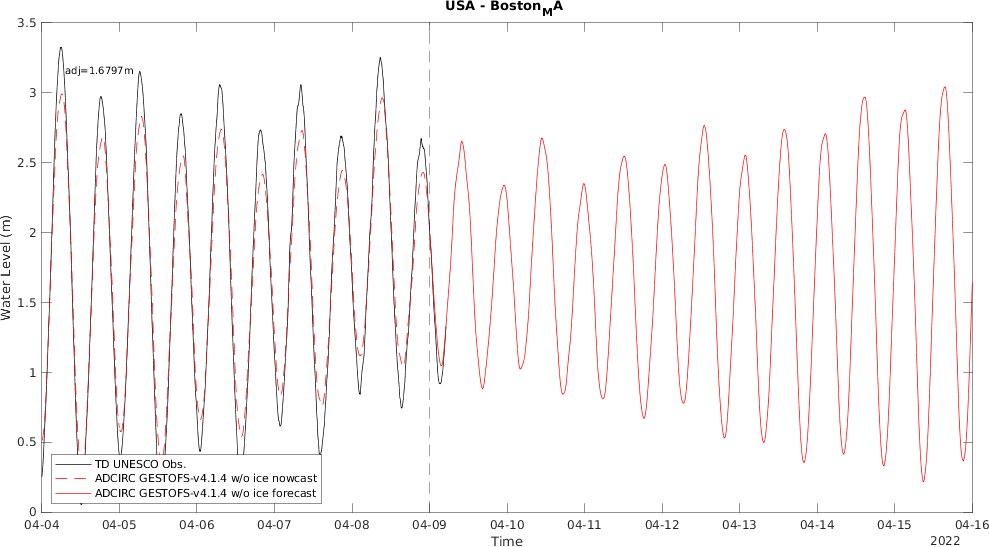 USA - BostonMA
3.5
3
2.5
2
1.5
1
0.5
0
Water Level (m)
adj=1.6797m
TD UNESCO Obs.
ADCIRC GESTOFS-v4.1.4 w/o ice nowcast
ADCIRC GESTOFS-v4.1.4 w/o ice forecast
04-04 04-05 04-06 04-07 04-08 04-09 04-10 04-11 04-12 04-13 04-14 04-15 04-16
Time
2022